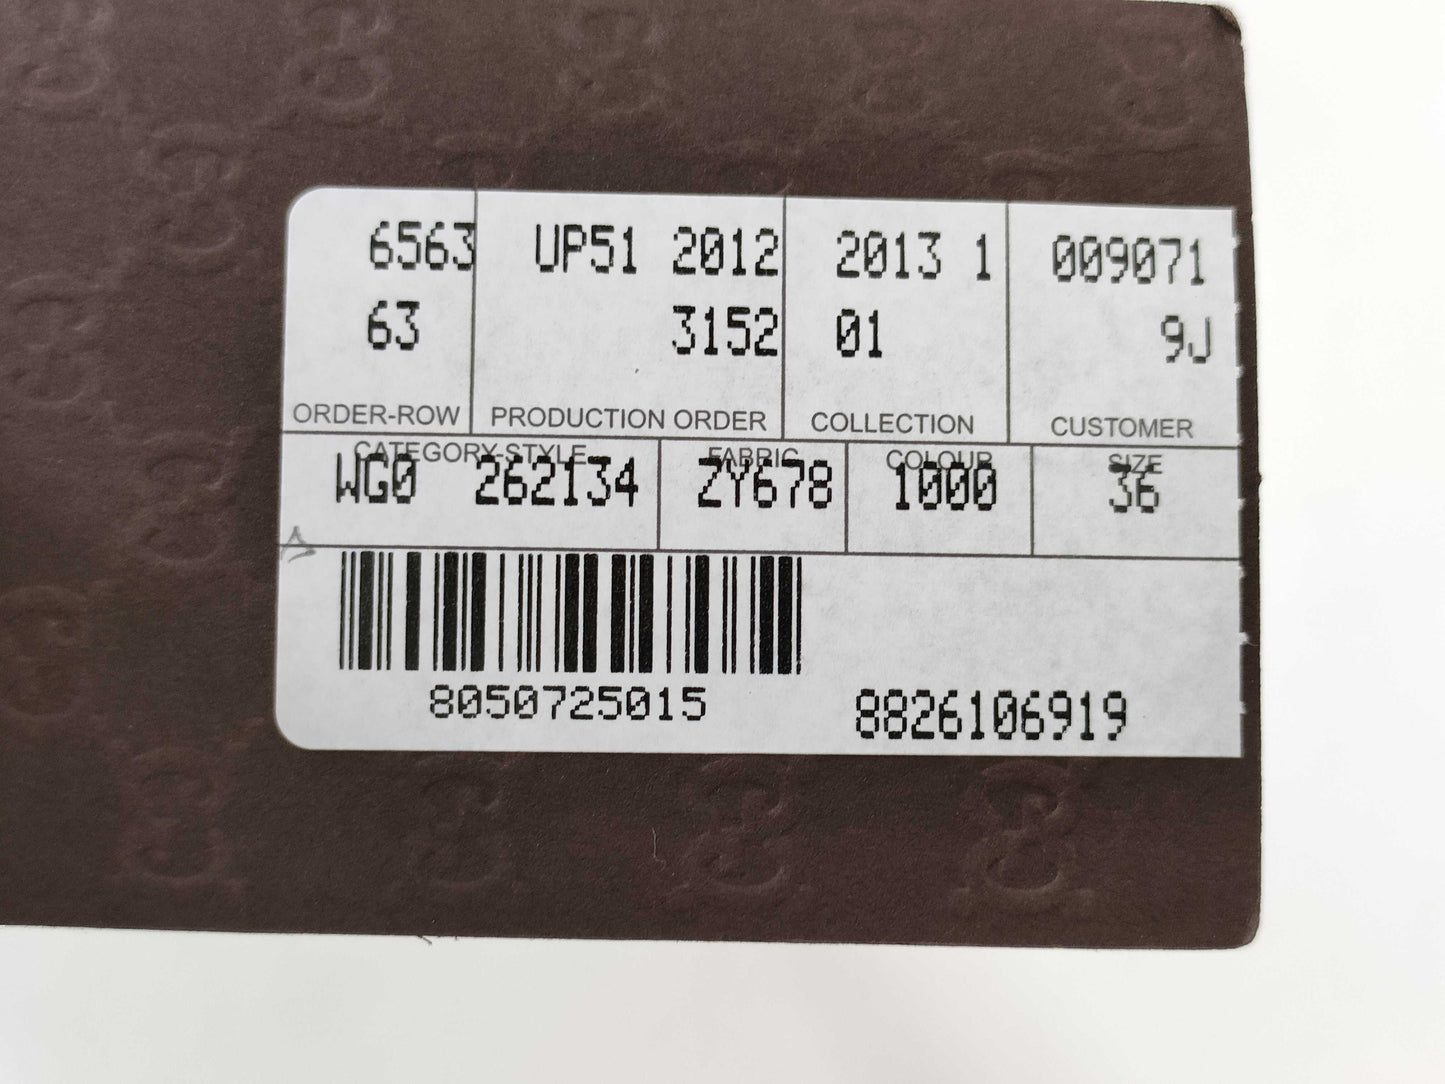 6563 UP51 2012 2013 1 009071
63 3152 01 9J
ORDER-ROW PRODUCTION ORDER COLLECTION CUSTOMER
CATEGORY-STYLE FABRIC COLOUR SIZE
WG0 262134 ZY678 1000 36
8050725015 8826106919